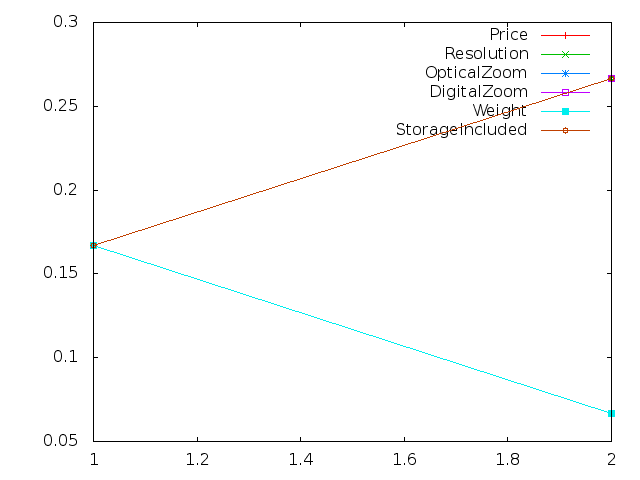 0.3
0.25
0.2
0.15
0.1
0.05
1 1.2 1.4 1.6 1.8 2
Price
Resolution
OpticalZoom
DigitalZoom
Weight
StorageIncluded